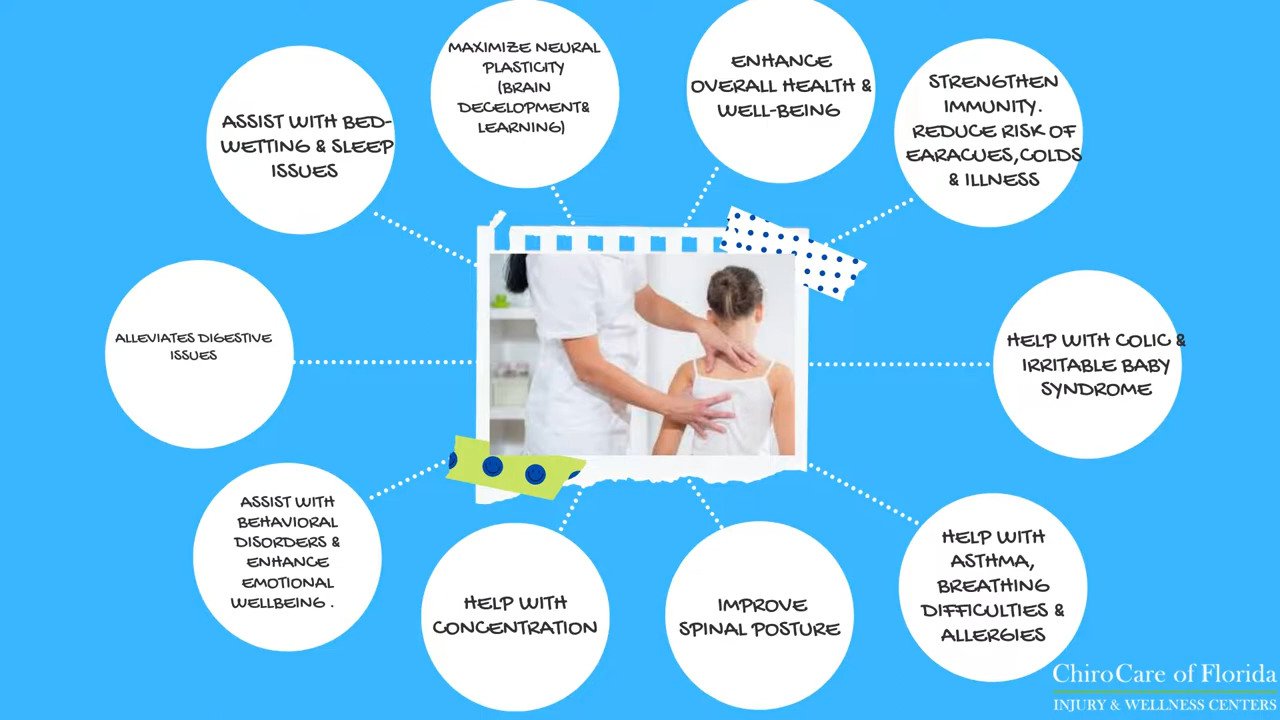 ASSIST WITH BED-
WETTING & SLEEP
ISSUES
MAXIMIZE NEURAL
PLASTICITY
(BRAIN
DECELOPMENT&
LEARNING)
ENHANCE
OVERALL HEALTH &
WELL-BEING
STRENGTHEN
IMMUNITY.
REDUCE RISK OF
EARACUES,COLDS
& ILLNESS
ALLEVIATES DIGESTIVE
ISSUES
HELP WITH COLIC &
IRRITABLE BABY
SYNDROME
ASSIST WITH
BEHAVIORAL
DISORDERS &
ENHANCE
EMOTIONAL
WELLBEING .
HELP WITH
CONCENTRATION
IMPROVE
SPINAL POSTURE
HELP WITH
ASTHMA,
BREATHING
DIFFICULTIES &
ALLERGIES
ChiroCare of Florida
INJURY & WELLNESS CENTERS